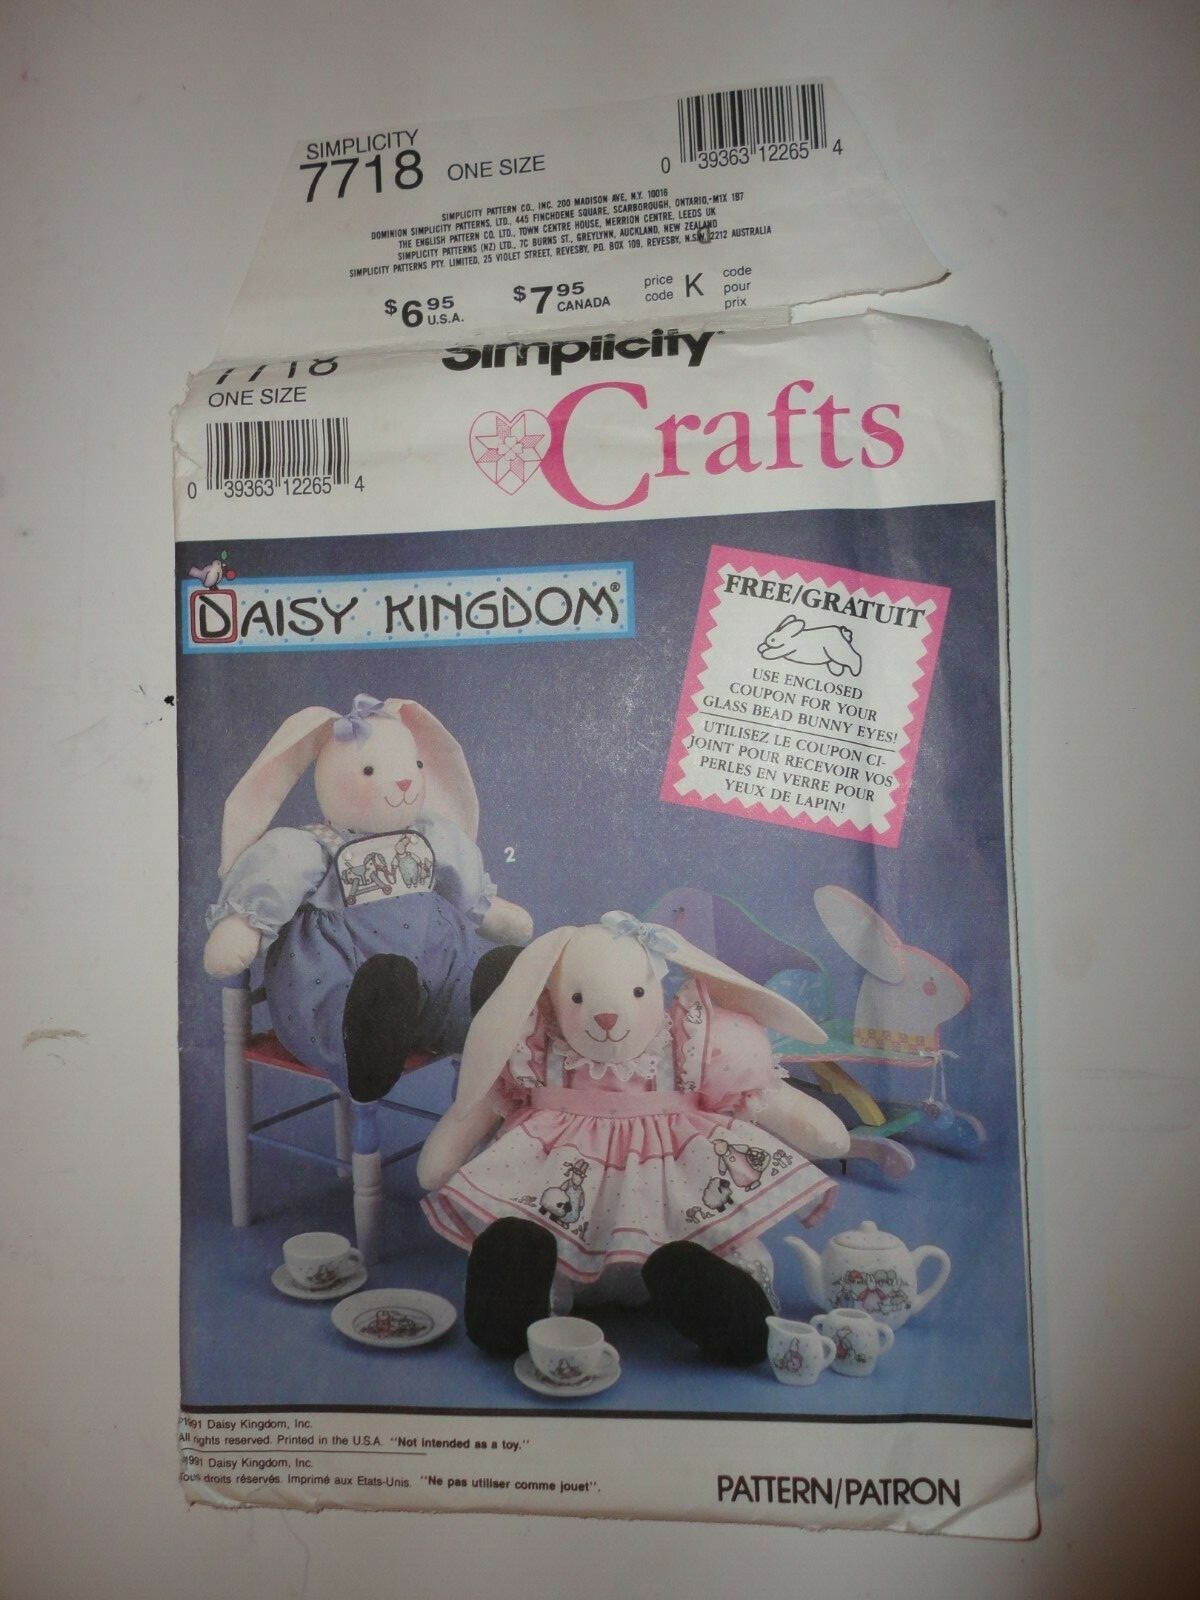 SIMPLICITY
7718 ONE SIZE
0 39363 12265 4
SIMPLICITY PATTERN CO., INC. 200 MADISON AVE, N.Y. 10016
DOMINION SIMPLICITY PATTERNS, LTD., 445 FINCHDENE SQUARE, SCARBOROUGH, ONTARIO,-M1X 1B7
THE ENGLISH PATTERN CO. LTD., TOWN CENTRE HOUSE, MERRION CENTRE, LEEDS UK
SIMPLICITY PATTERNS (NZ) LTD., 7C BURNS ST., GREYLYNN, AUCKLAND, NEW ZEALAND
SIMPLICITY PATTERNS PTY. LIMITED, 25 VIOLET STREET, REVESBY, P.O. BOX 109, REVESBY, N.S.W. 2212 AUSTRALIA
$6 95 U.S.A.
$7 95 CANADA
price code K code pour prix
7718
ONE SIZE
0 39363 12265 4
Simplicity
Crafts
DAISY KINGDOM®
FREE/GRATUIT
USE ENCLOSED
COUPON FOR YOUR
GLASS BEAD BUNNY EYES!
UTILISEZ LE COUPON CI-
JOINT POUR RECEVOIR VOS
PERLES EN VERRE POUR
YEUX DE LAPIN!
2
1
©1991 Daisy Kingdom, Inc.
All rights reserved. Printed in the U.S.A. "Not intended as a toy."
©1991 Daisy Kingdom, Inc.
Tous droits réservés. Imprimé aux Etats-Unis. "Ne pas utiliser comme jouet".
PATTERN/PATRON